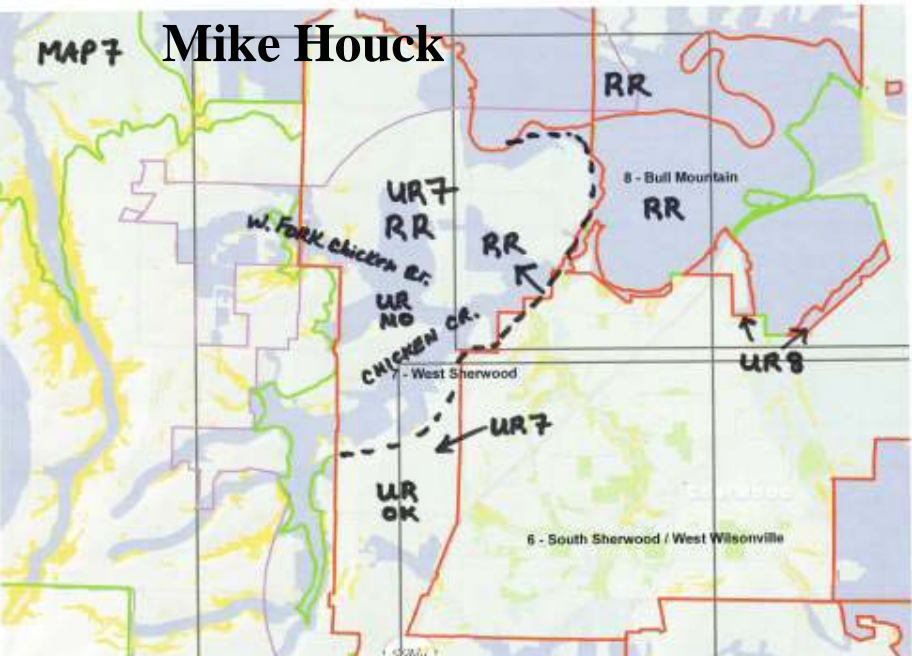 MAP 7
Mike Houck
RR
8 - Bull Mountain
RR
UR7
RR
W. FORK Chicken Cr.
RR
UR
NO
CHICKEN CR.
7 - West Sherwood
UR8
UR7
UR
OK
6 - South Sherwood / West Wilsonville